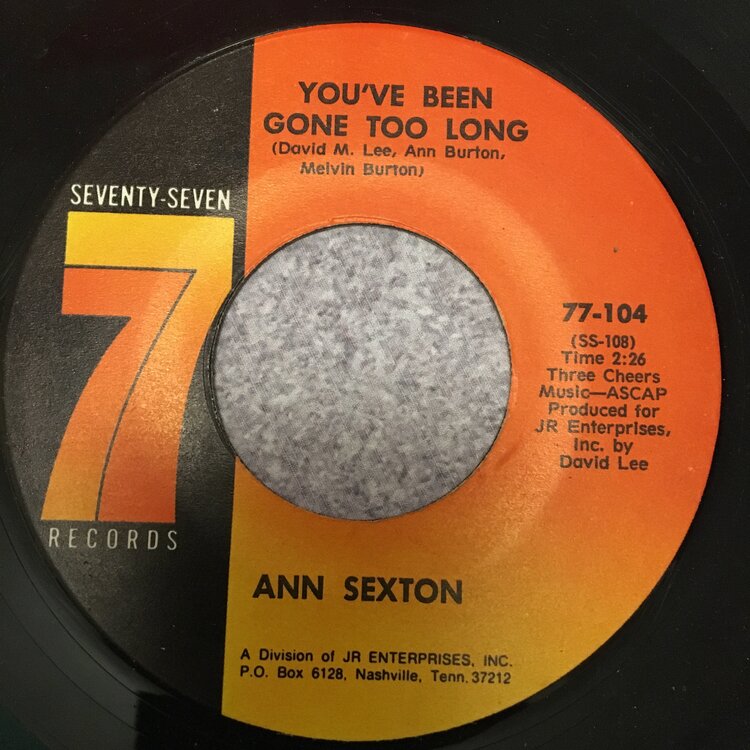 YOU'VE BEEN
GONE TOO LONG
(David M. Lee, Ann Burton,
Melvin Burton)
SEVENTY-SEVEN
77
RECORDS
77-104
(SS-108)
Time 2:26
Three Cheers
Music—ASCAP
Produced for
JR Enterprises,
Inc. by
David Lee
ANN SEXTON
A Division of JR ENTERPRISES, INC.
P.O. Box 6128, Nashville, Tenn. 37212